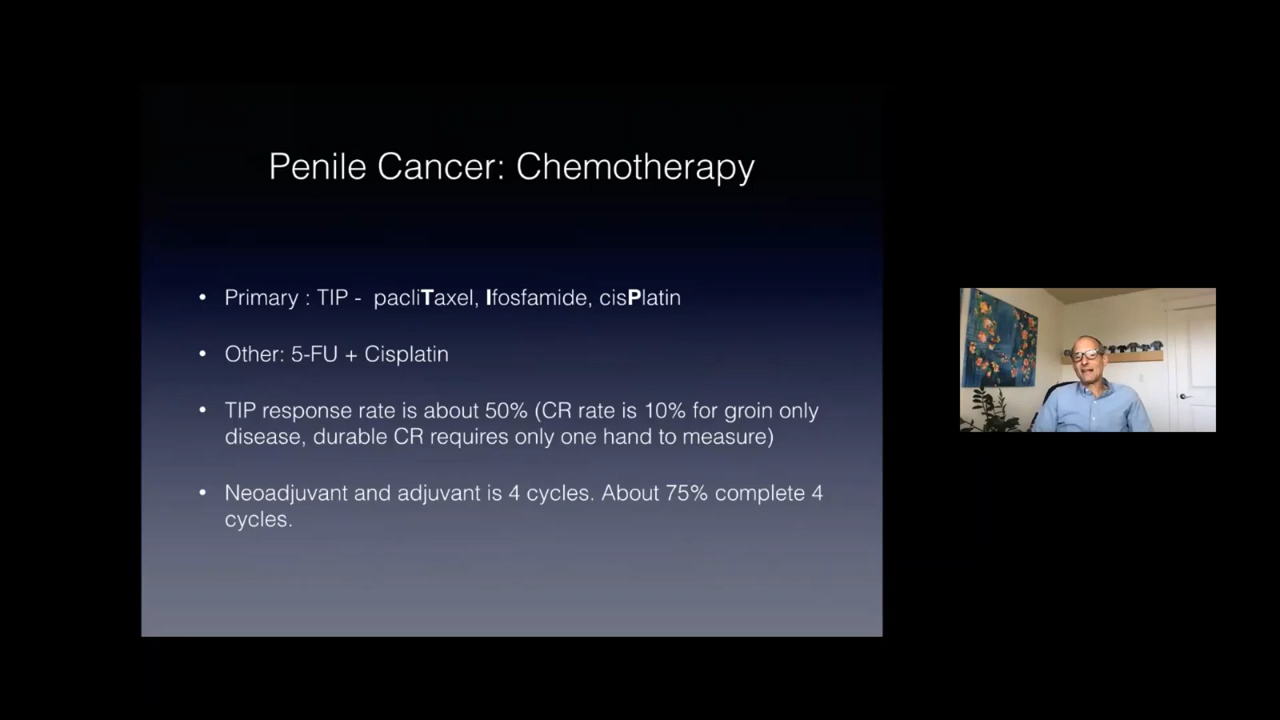 Penile Cancer: Chemotherapy
• Primary : TIP - pacliTaxel, Ifosfamide, cisPlatin
• Other: 5-FU + Cisplatin
• TIP response rate is about 50% (CR rate is 10% for groin only
disease, durable CR requires only one hand to measure)
• Neoadjuvant and adjuvant is 4 cycles. About 75% complete 4
cycles.